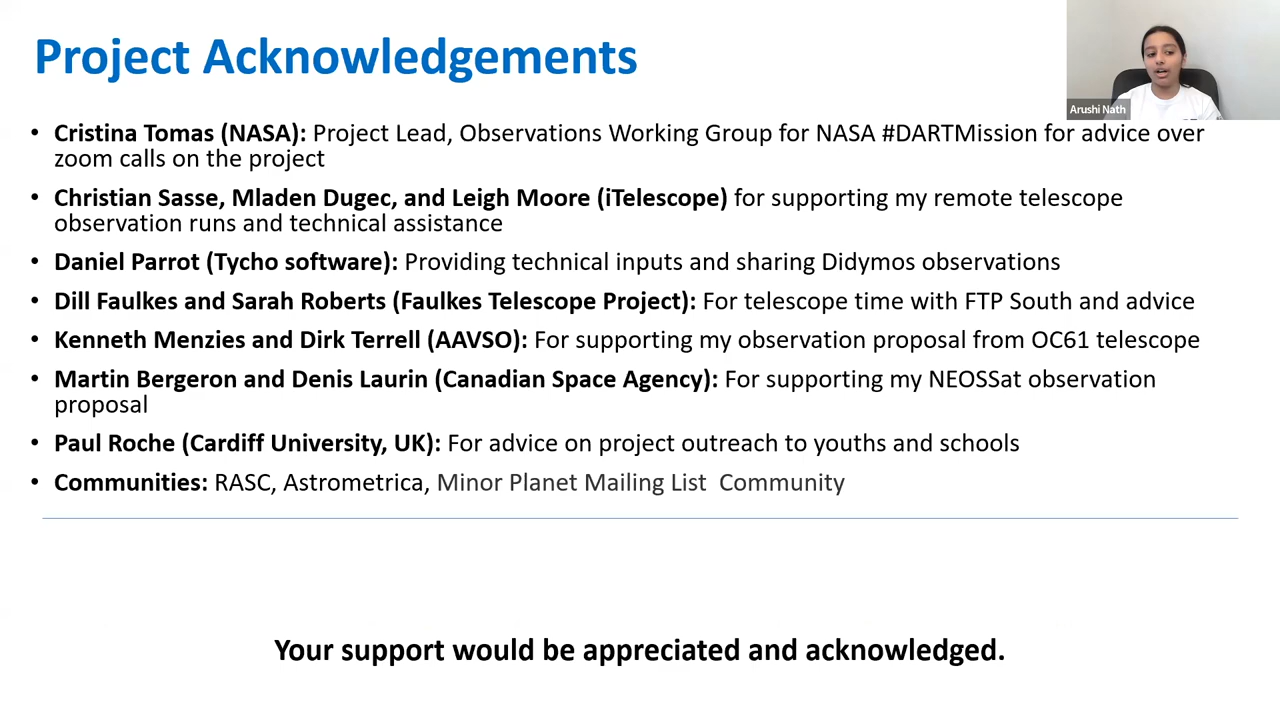 Project Acknowledgements
Arushi Nath
• Cristina Tomas (NASA): Project Lead, Observations Working Group for NASA #DARTMission for advice over
zoom calls on the project
• Christian Sasse, Mladen Dugec, and Leigh Moore (iTelescope) for supporting my remote telescope
observation runs and technical assistance
• Daniel Parrot (Tycho software): Providing technical inputs and sharing Didymos observations
• Dill Faulkes and Sarah Roberts (Faulkes Telescope Project): For telescope time with FTP South and advice
• Kenneth Menzies and Dirk Terrell (AAVSO): For supporting my observation proposal from OC61 telescope
• Martin Bergeron and Denis Laurin (Canadian Space Agency): For supporting my NEOSSat observation
proposal
• Paul Roche (Cardiff University, UK): For advice on project outreach to youths and schools
• Communities: RASC, Astrometrica, Minor Planet Mailing List  Community
Your support would be appreciated and acknowledged.